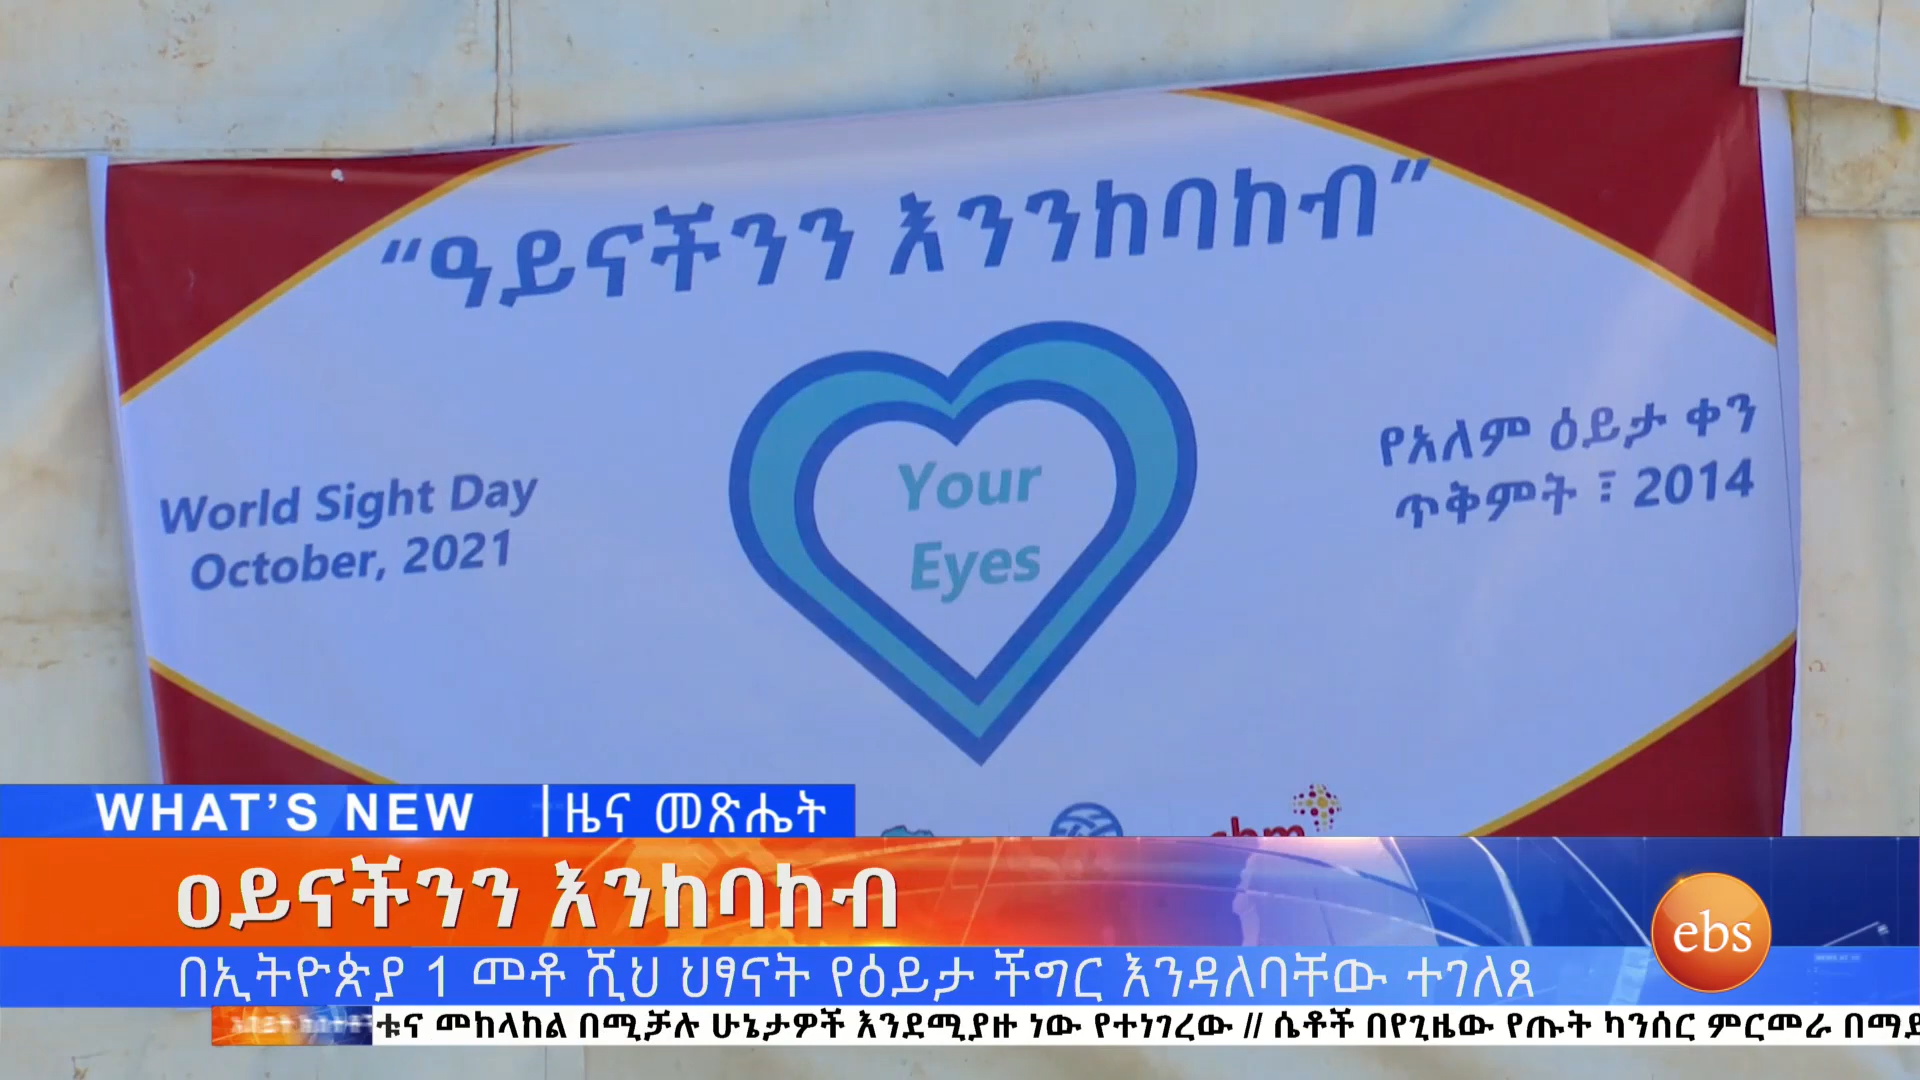 “ዓይናችንን እንንከባከብ”
World Sight Day
October, 2021
Your
Eyes
የአለም ዕይታ ቀን
ጥቅምት ፣ 2014
cbm
WHAT’S NEW |ዜና መጽሔት
ዐይናችንን እንከባከብ
በኢትዮጵያ 1 መቶ ሺህ ህፃናት የዕይታ ችግር እንዳለባቸው ተገለጸ
ebs
ቱና መከላከል በሚቻሉ ሁኔታዎች እንደሚያዙ ነው የተነገረው // ሴቶች በየጊዜው የጡት ካንሰር ምርመራ